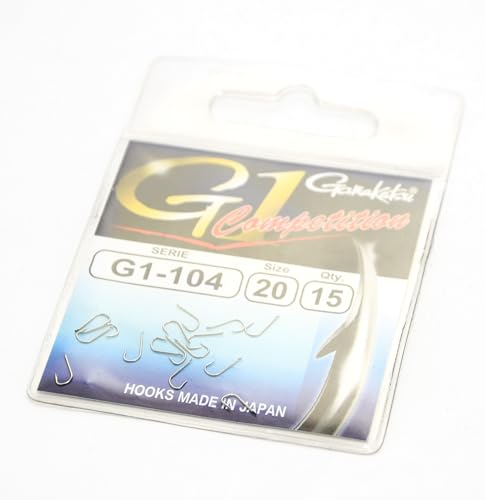 G1
Gamakatsu®
Competition
SERIE
Size
Qty.
G1-104
20
15
HOOKS MADE IN JAPAN